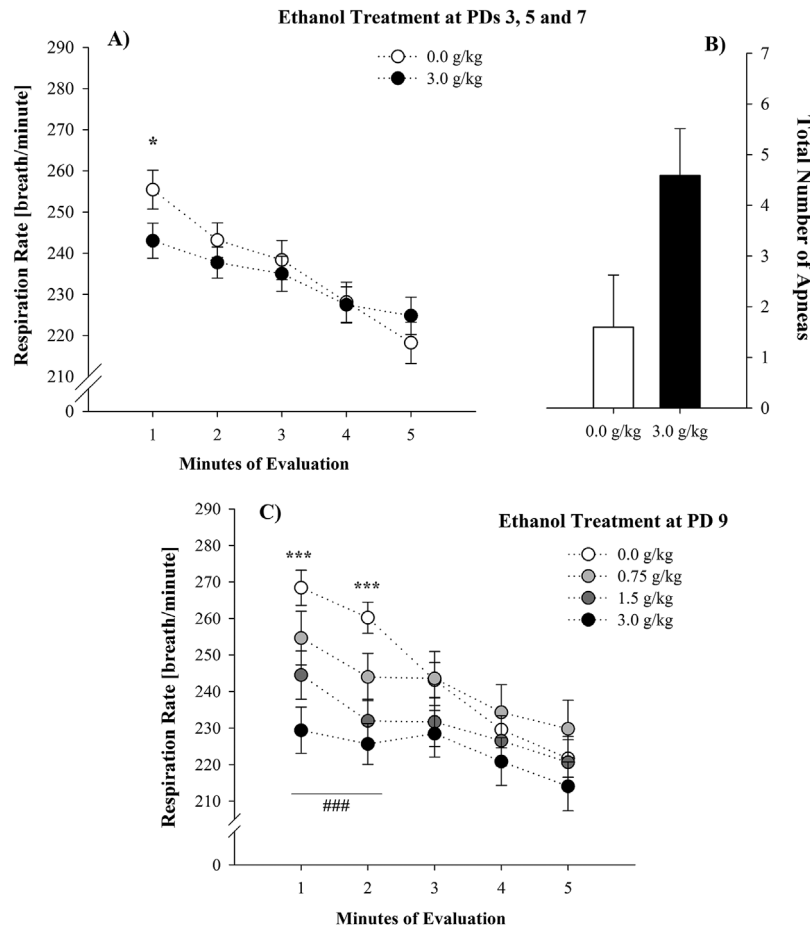 Ethanol Treatment at PDs 3, 5 and 7
A)
B)
0.0 g/kg
3.0 g/kg
Respiration Rate [breath/minute]
290
280
270
260
250
240
230
220
210
0
*
1 2 3 4 5
Minutes of Evaluation
7
6
5
4
3
2
1
0
Total Number of Apneas
0.0 g/kg 3.0 g/kg
C)
Ethanol Treatment at PD 9
0.0 g/kg
0.75 g/kg
1.5 g/kg
3.0 g/kg
Respiration Rate [breath/minute]
290
280
270
260
250
240
230
220
210
0
***
***
###
1 2 3 4 5
Minutes of Evaluation